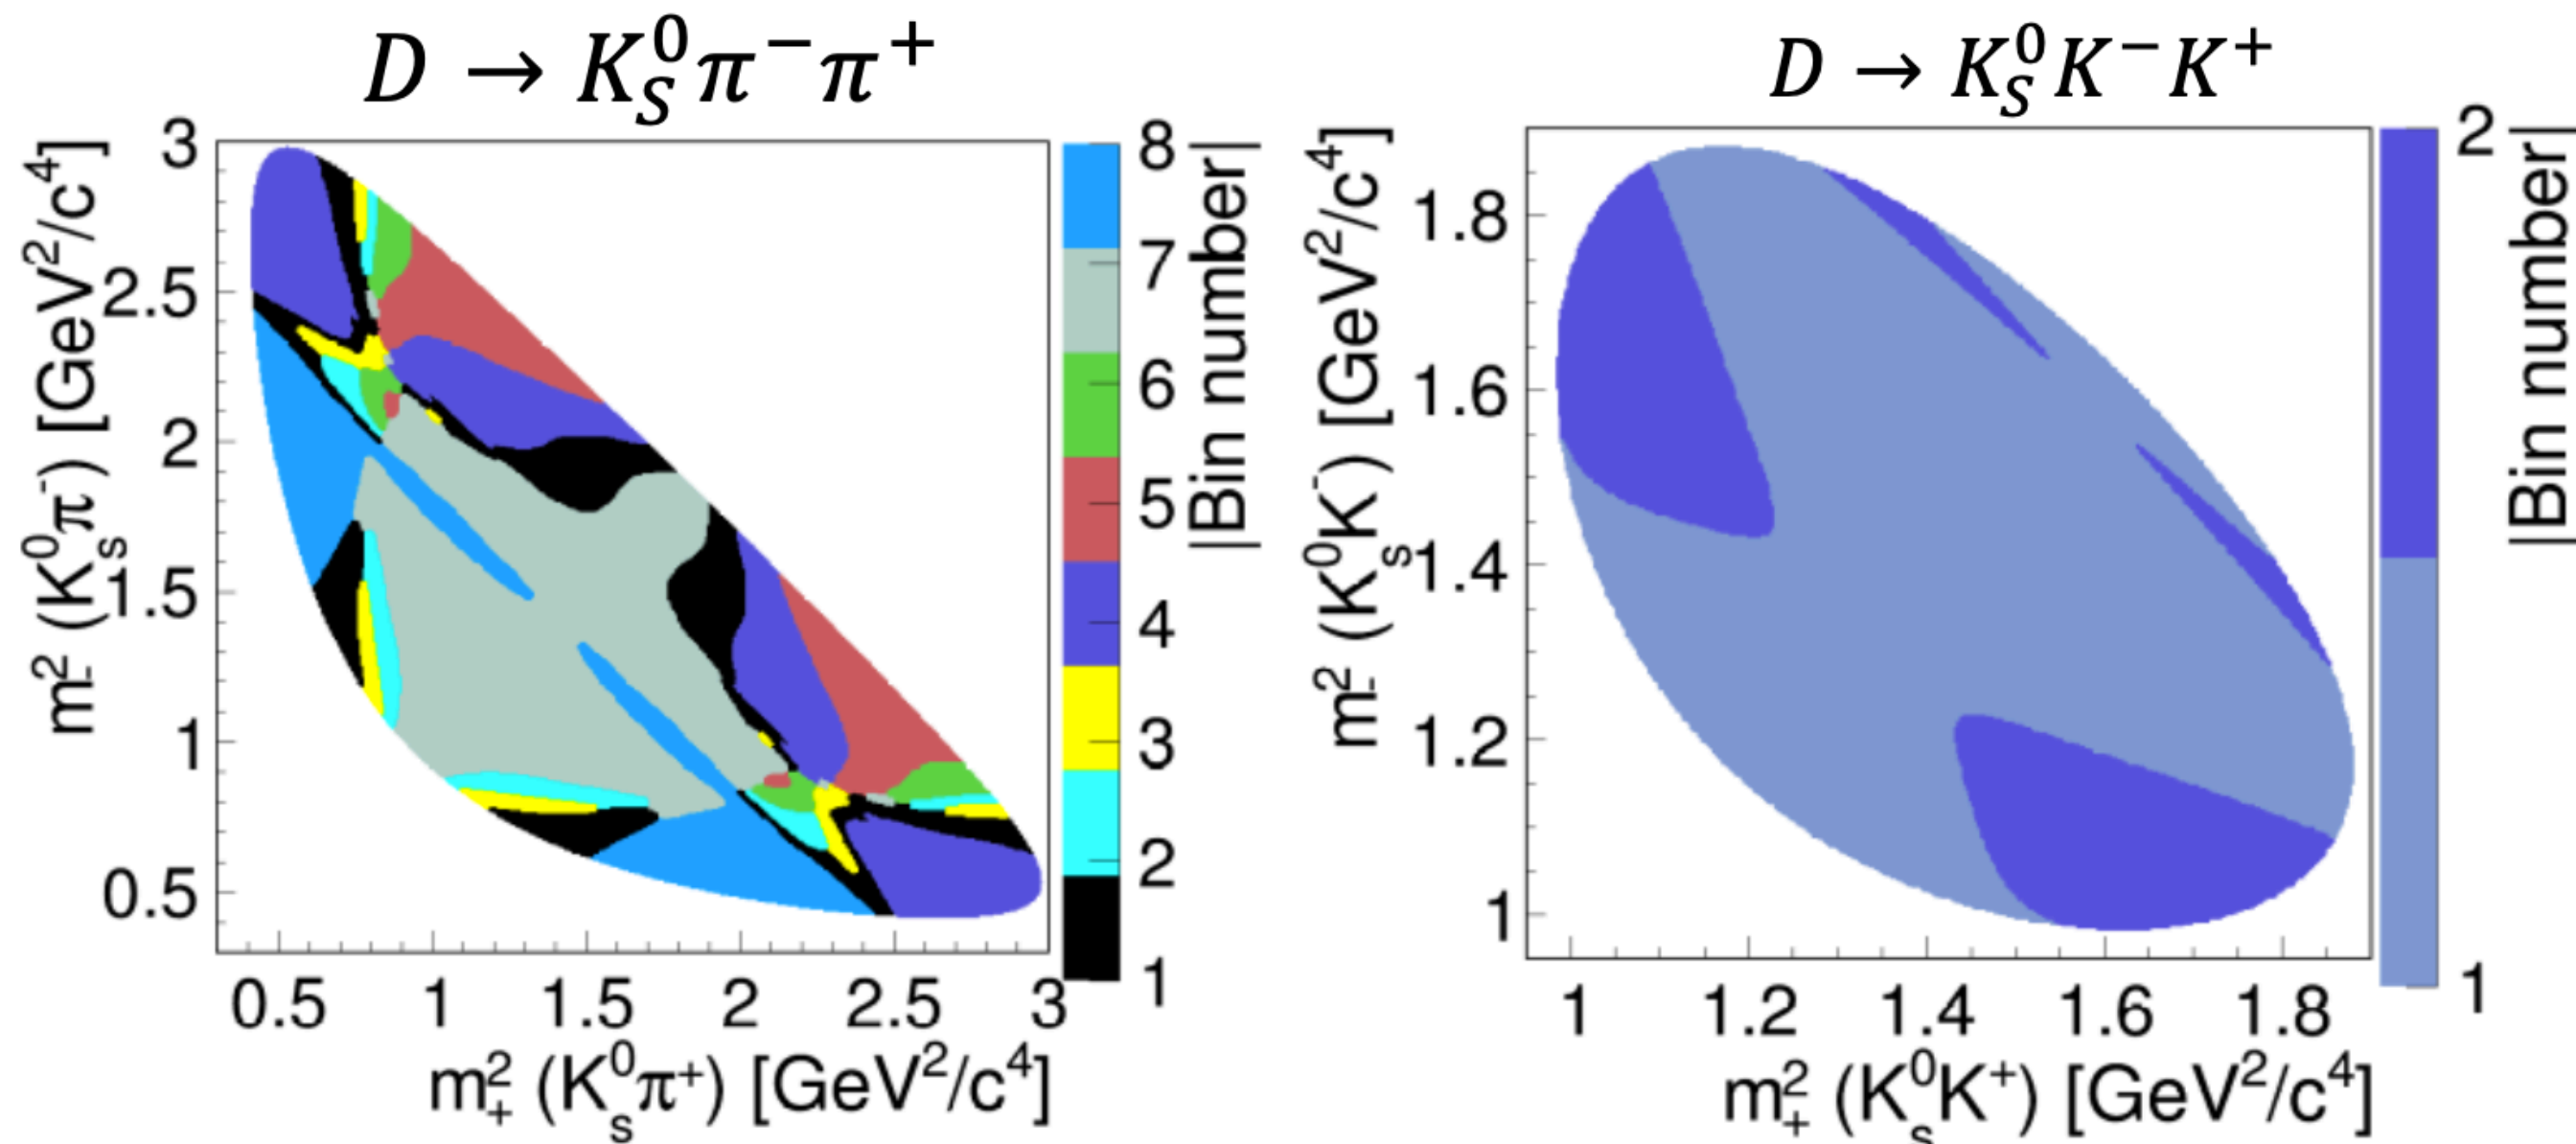 D → K_S^0 π^− π^+
3
2.5
2
1.5
1
0.5
m_-^2 (K_s^0 π^-) [GeV^2/c^4]
0.5 1 1.5 2 2.5 3
m_+^2 (K_s^0 π^+) [GeV^2/c^4]
8
7
6
5
4
3
2
1
|Bin number|
D → K_S^0 K^− K^+
1.8
1.6
1.4
1.2
1
m_-^2 (K_s^0 K^-) [GeV^2/c^4]
1 1.2 1.4 1.6 1.8
m_+^2 (K_s^0 K^+) [GeV^2/c^4]
2
1
|Bin number|